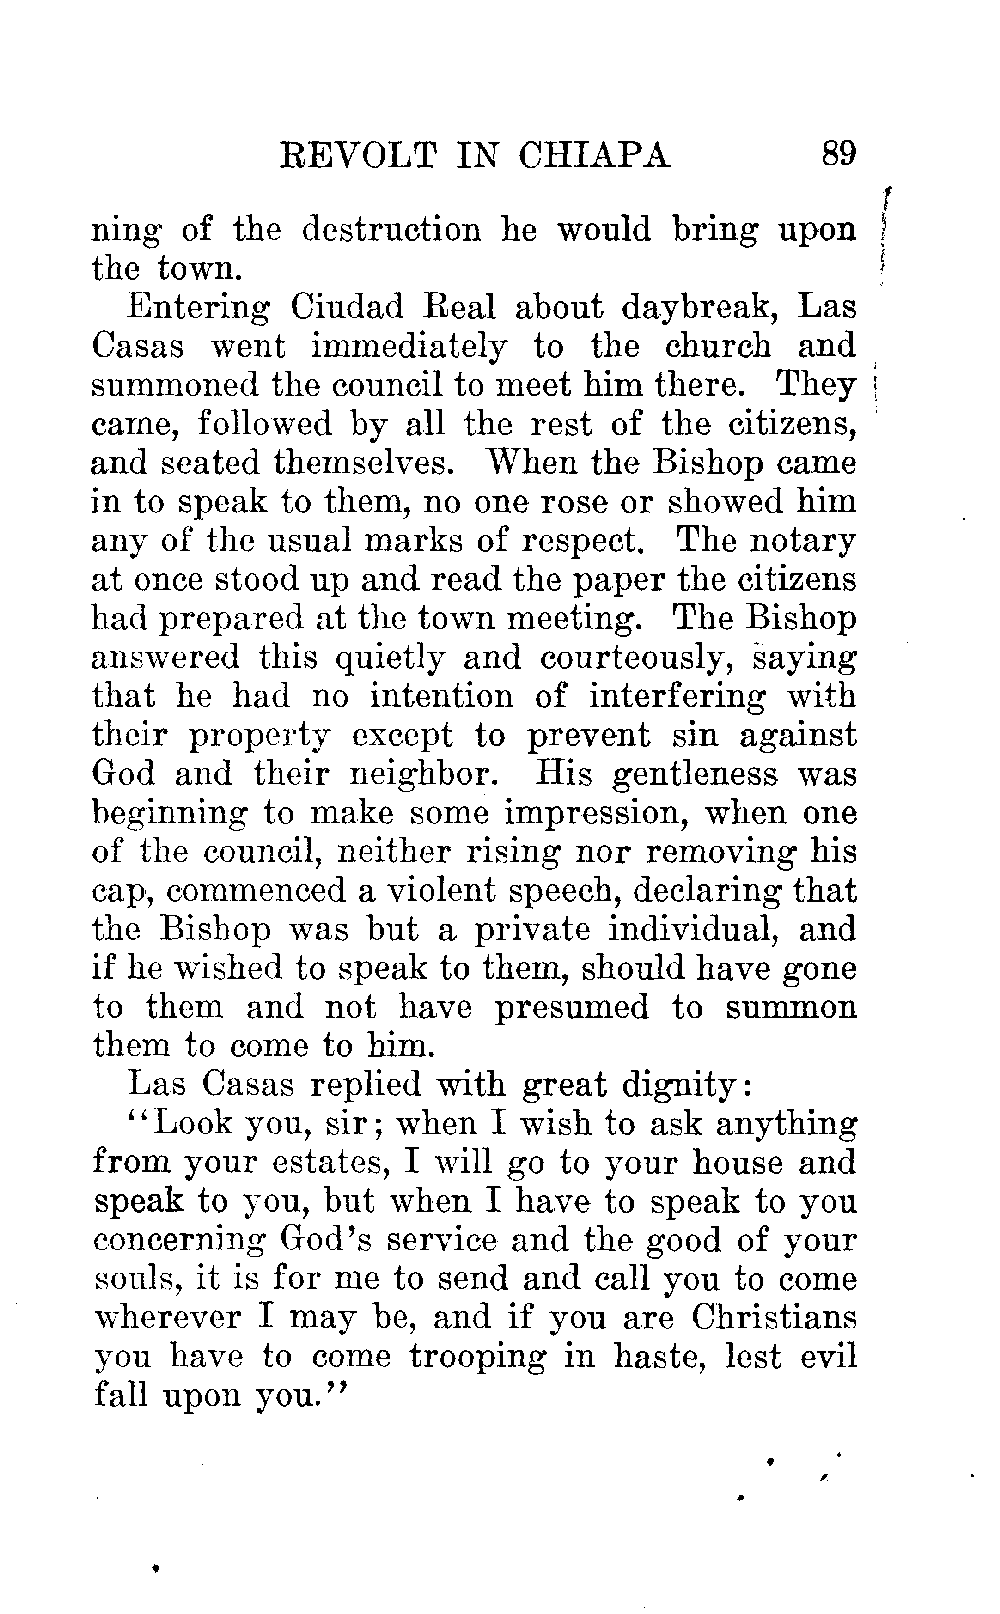 REVOLT IN CHIAPA 89
ning of the destruction he would bring upon
the town.
Entering Ciudad Real about daybreak, Las
Casas went immediately to the church and
summoned the council to meet him there. They
came, followed by all the rest of the citizens,
and seated themselves. When the Bishop came
in to speak to them, no one rose or showed him
any of the usual marks of respect. The notary
at once stood up and read the paper the citizens
had prepared at the town meeting. The Bishop
answered this quietly and courteously, saying
that he had no intention of interfering with
their property except to prevent sin against
God and their neighbor. His gentleness was
beginning to make some impression, when one
of the council, neither rising nor removing his
cap, commenced a violent speech, declaring that
the Bishop was but a private individual, and
if he wished to speak to them, should have gone
to them and not have presumed to summon
them to come to him.
Las Casas replied with great dignity:
"Look you, sir; when I wish to ask anything
from your estates, I will go to your house and
speak to you, but when I have to speak to you
concerning God's service and the good of your
souls, it is for me to send and call you to come
wherever I may be, and if you are Christians
you have to come trooping in haste, lest evil
fall upon you."